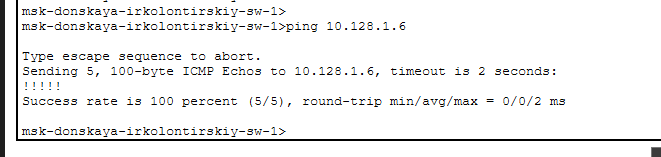 msk-donskaya-irkolontirskiy-sw-1>
msk-donskaya-irkolontirskiy-sw-1>ping 10.128.1.6
Type escape sequence to abort.
Sending 5, 100-byte ICMP Echos to 10.128.1.6, timeout is 2 seconds:
!!!!!
Success rate is 100 percent (5/5), round-trip min/avg/max = 0/0/2 ms
msk-donskaya-irkolontirskiy-sw-1>